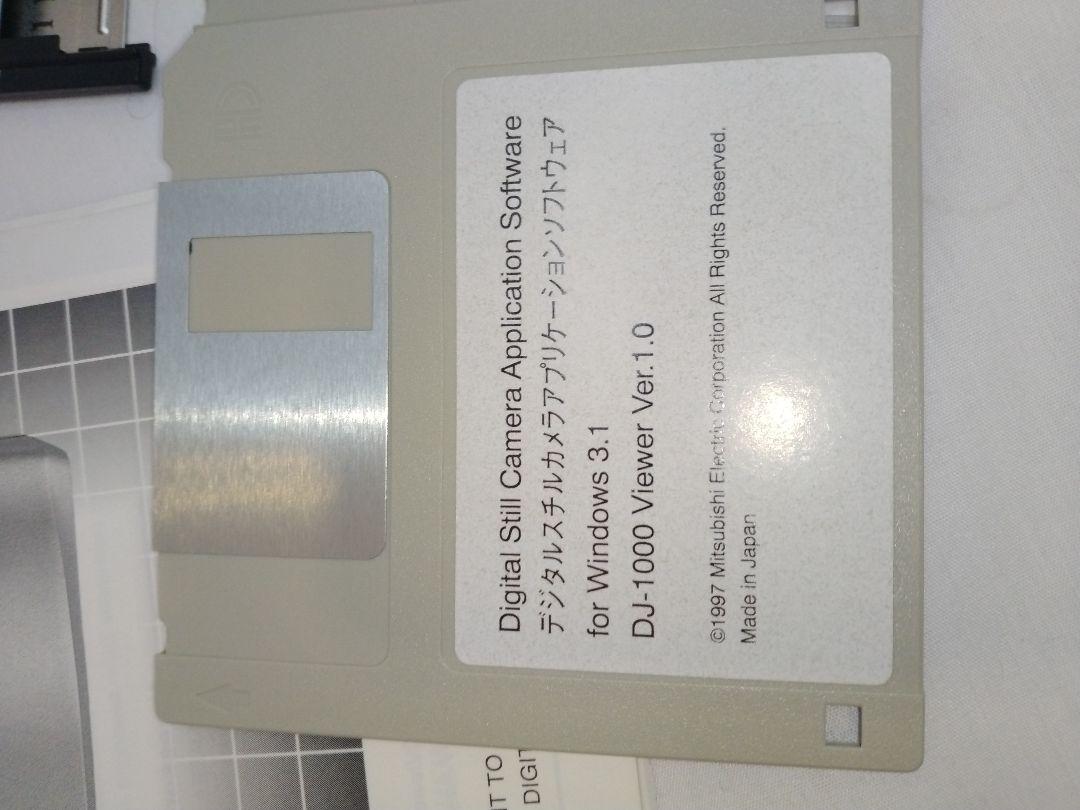 Digital Still Camera Application Software
デジタルスチルカメラアプリケーションソフトウェア
for Windows 3.1
DJ-1000 Viewer Ver.1.0
©1997 Mitsubishi Electric Corporation All Rights Reserved.
Made in Japan
HD
TO